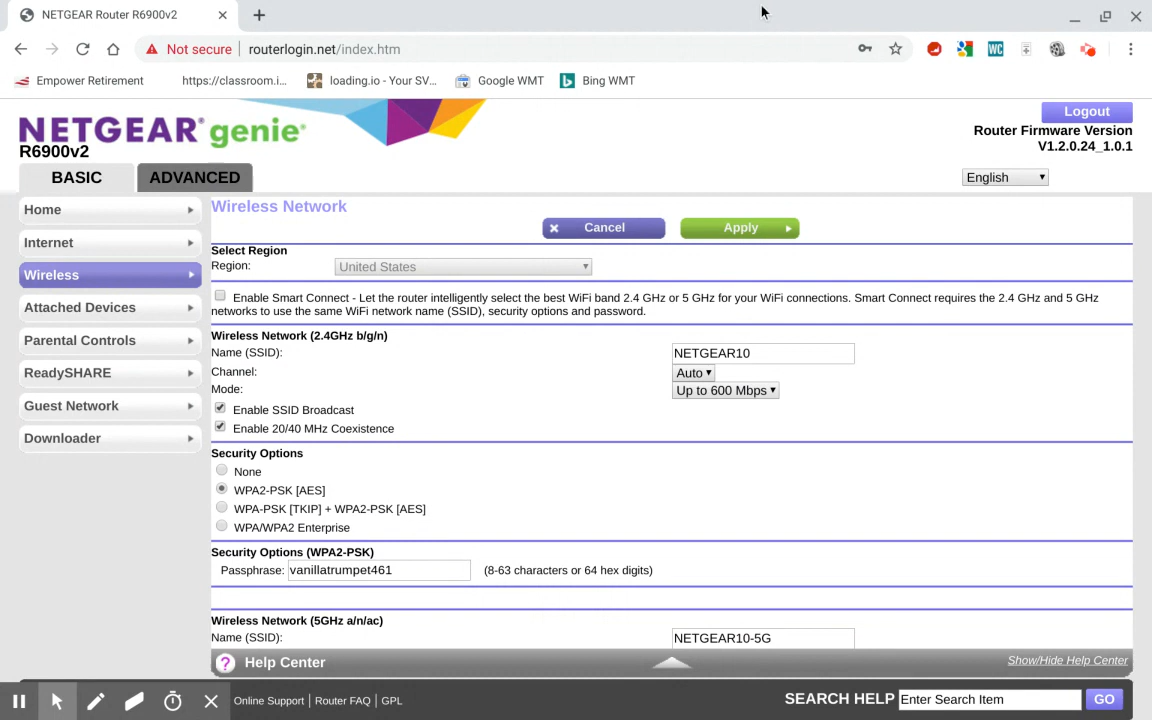 NETGEAR Router R6900v2
Not secure | routerlogin.net/index.htm
Empower Retirement https://classroom.i... loading.io - Your SV... Google WMT Bing WMT
WC
NETGEAR® genie®
R6900v2
Logout
Router Firmware Version
V1.2.0.24_1.0.1
BASIC ADVANCED
English
Home
Internet
Wireless
Attached Devices
Parental Controls
ReadySHARE
Guest Network
Downloader
Wireless Network
Cancel Apply
Select Region
Region: United States
Enable Smart Connect - Let the router intelligently select the best WiFi band 2.4 GHz or 5 GHz for your WiFi connections. Smart Connect requires the 2.4 GHz and 5 GHz
networks to use the same WiFi network name (SSID), security options and password.
Wireless Network (2.4GHz b/g/n)
Name (SSID): NETGEAR10
Channel: Auto
Mode: Up to 600 Mbps
Enable SSID Broadcast
Enable 20/40 MHz Coexistence
Security Options
None
WPA2-PSK [AES]
WPA-PSK [TKIP] + WPA2-PSK [AES]
WPA/WPA2 Enterprise
Security Options (WPA2-PSK)
Passphrase: vanillatrumpet461 (8-63 characters or 64 hex digits)
Wireless Network (5GHz a/n/ac)
Name (SSID): NETGEAR10-5G
? Help Center Show/Hide Help Center
Online Support | Router FAQ | GPL SEARCH HELP Enter Search Item GO